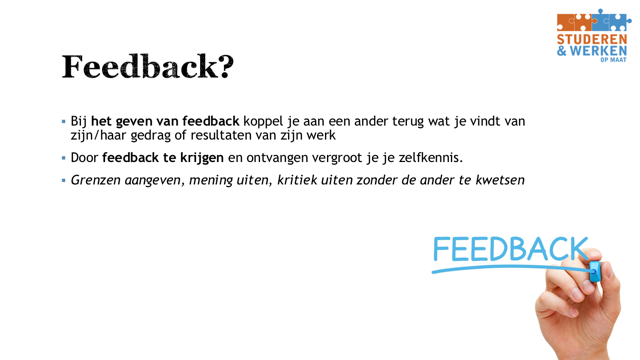 STUDEREN
& WERKEN
OP MAAT
Feedback?
Bij het geven van feedback koppel je aan een ander terug wat je vindt van
zijn/haar gedrag of resultaten van zijn werk
Door feedback te krijgen en ontvangen vergroot je je zelfkennis.
Grenzen aangeven, mening uiten, kritiek uiten zonder de ander te kwetsen
FEEDBACK